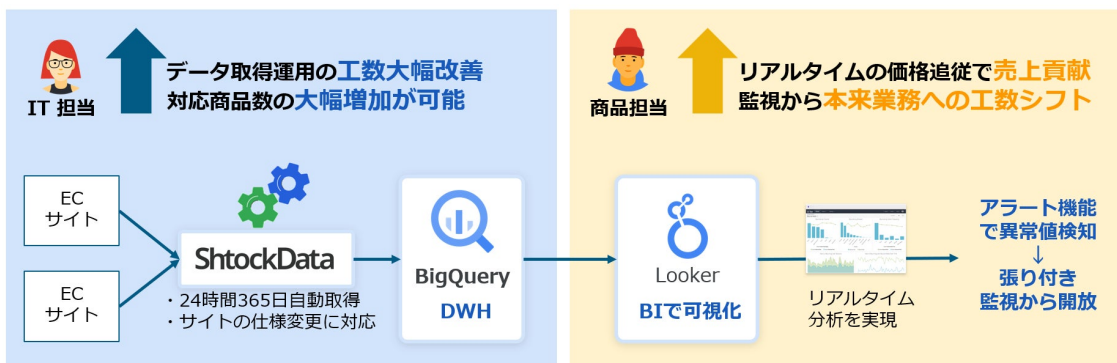 IT 担当
データ取得運用の工数大幅改善
対応商品数の大幅増加が可能
EC
サイト
EC
サイト
ShtockData
・24時間365日自動取得
・サイトの仕様変更に対応
BigQuery
DWH
商品担当
リアルタイムの価格追従で売上貢献
監視から本来業務への工数シフト
Looker
BIで可視化
リアルタイム
分析を実現
アラート機能
で異常値検知
↓
張り付き
監視から開放